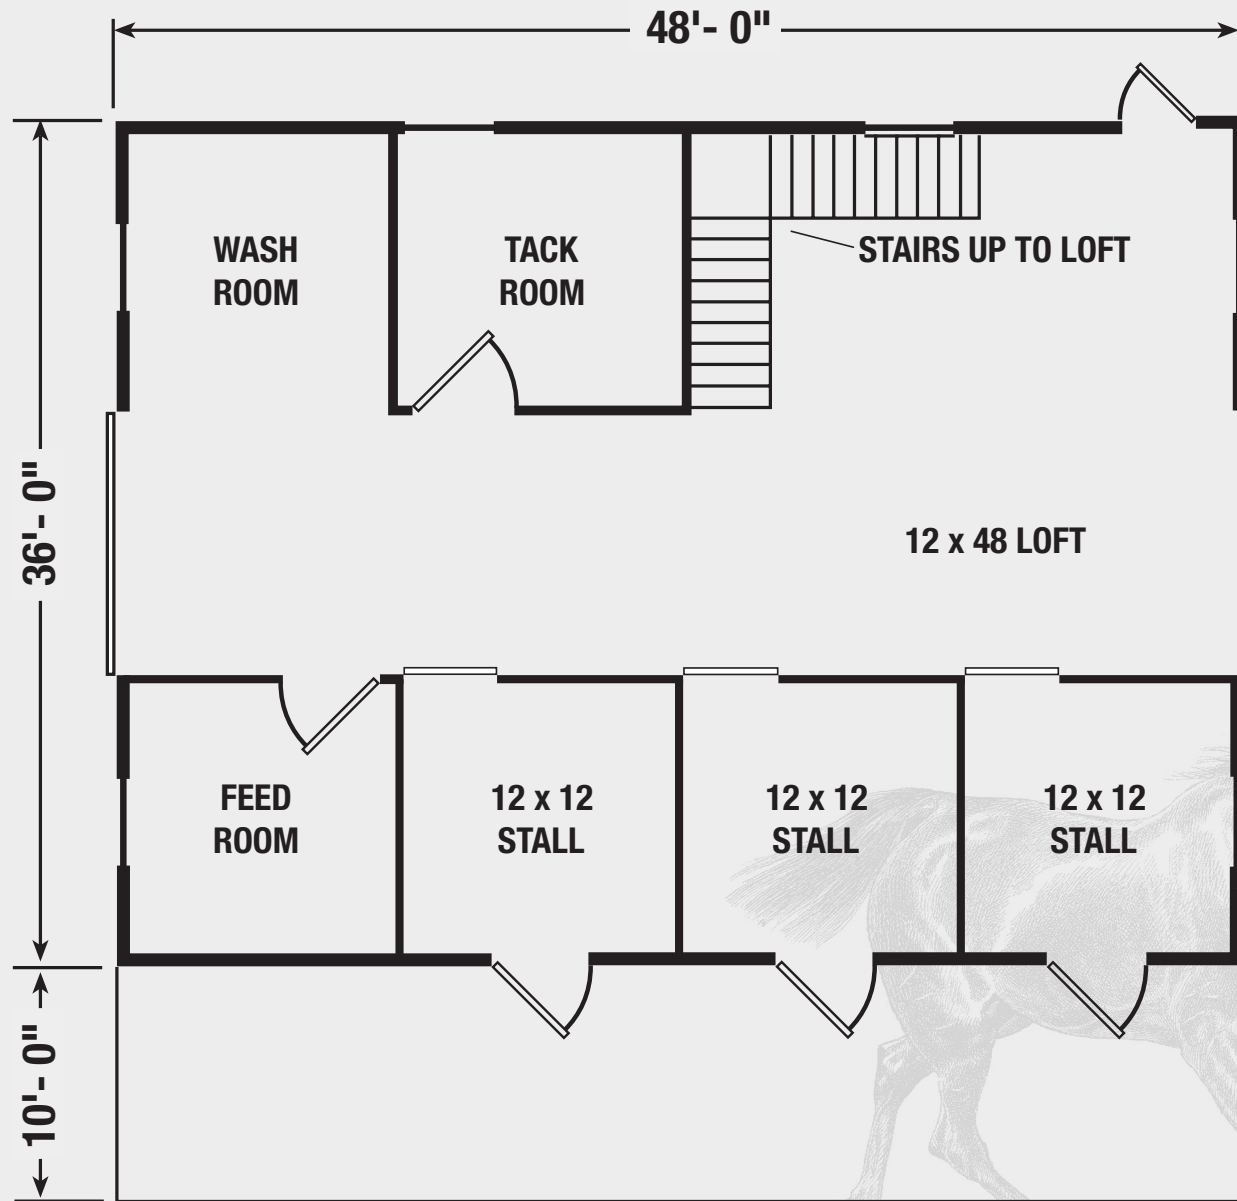 48'- 0"
WASH
ROOM
TACK
ROOM
STAIRS UP TO LOFT
36'- 0"
12 x 48 LOFT
FEED
ROOM
12 x 12
STALL
12 x 12
STALL
12 x 12
STALL
10'- 0"